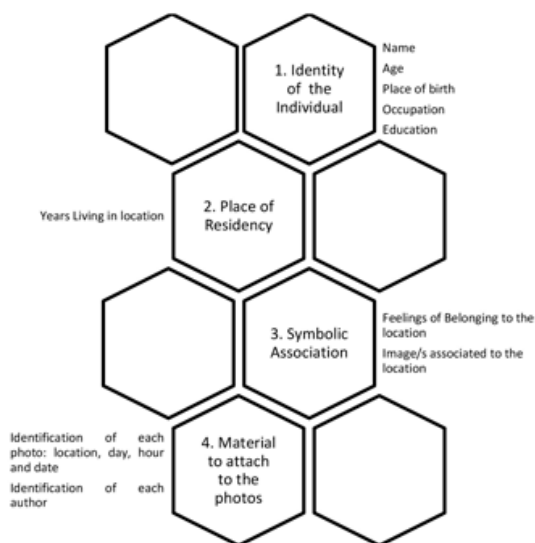 1. Identity
of the
Individual
Name
Age
Place of birth
Occupation
Education
Years Living in location
2. Place of
Residency
3. Symbolic
Association
Feelings of Belonging to the
location
Image/s associated to the
location
Identification of each
photo: location, day, hour
and date
Identification of each
author
4. Material
to attach
to the
photos